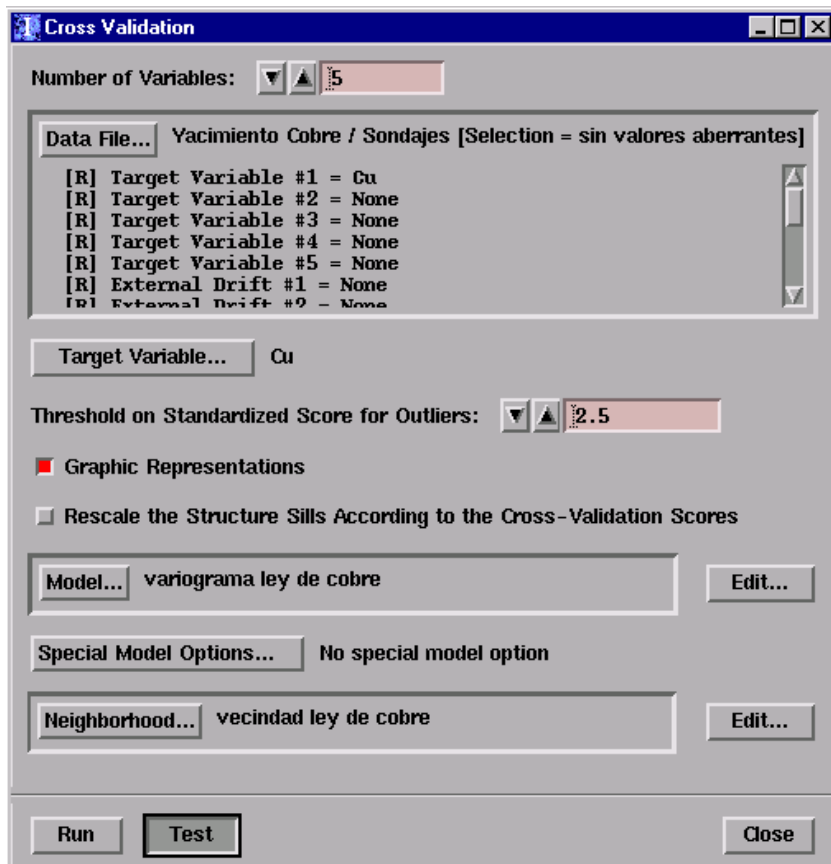 Cross Validation
Number of Variables: 5
Data File... Yacimiento Cobre / Sondajes [Selection = sin valores aberrantes]
[R] Target Variable #1 = Cu
[R] Target Variable #2 = None
[R] Target Variable #3 = None
[R] Target Variable #4 = None
[R] Target Variable #5 = None
[R] External Drift #1 = None
[R] External Drift #2 = None
Target Variable... Cu
Threshold on Standardized Score for Outliers: 2.5
Graphic Representations
Rescale the Structure Sills According to the Cross-Validation Scores
Model... variograma ley de cobre Edit...
Special Model Options... No special model option
Neighborhood... vecindad ley de cobre Edit...
Run Test Close